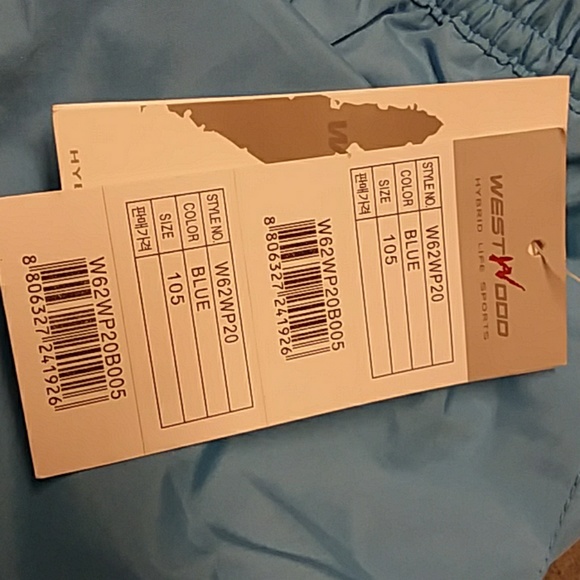 WESTWOOD
HYBRID LIFE SPORTS
STYLE NO. W62WP20
COLOR BLUE
SIZE 105
판매가격
W62WP20B005
8806327241926
STYLE NO. W62WP20
COLOR BLUE
SIZE 105
판매가격
W62WP20B005
8806327241926
W
HY